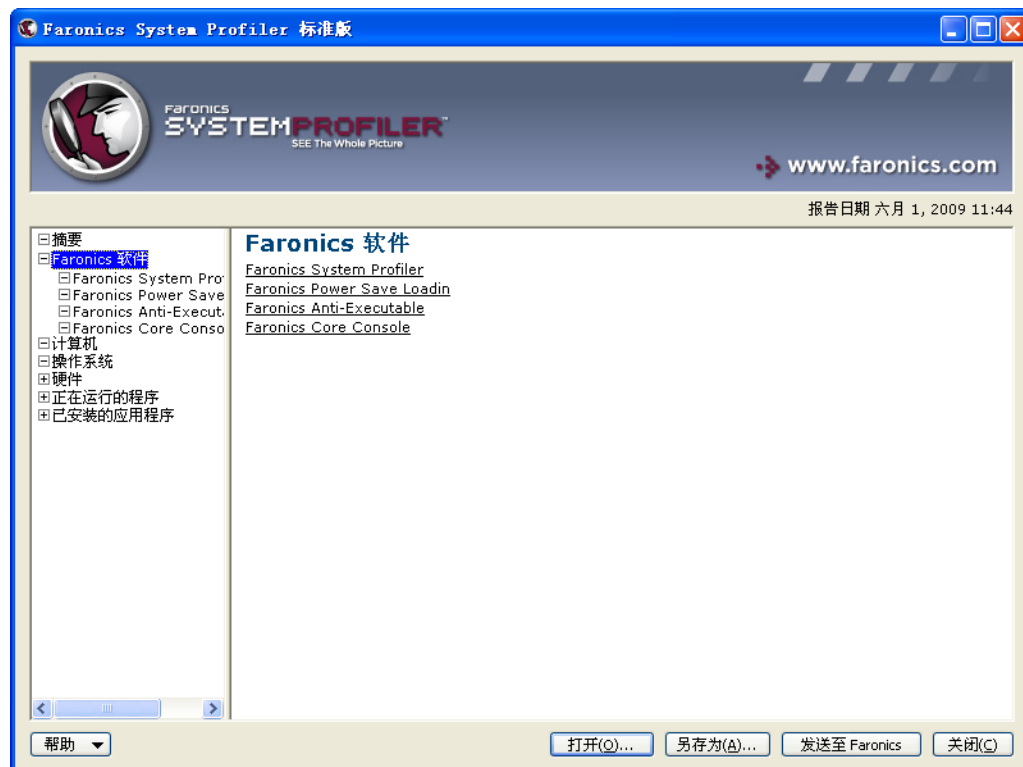 Faronics System Profiler 标准版
Faronics
SYSTEMPROFILER™
SEE The Whole Picture
www.faronics.com
报告日期 六月 1, 2009 11:44
摘要
Faronics 软件
Faronics System Pro
Faronics Power Save
Faronics Anti-Execut
Faronics Core Conso
计算机
操作系统
硬件
正在运行的程序
已安装的应用程序
Faronics 软件
Faronics System Profiler
Faronics Power Save Loadin
Faronics Anti-Executable
Faronics Core Console
帮助
打开(O)...
另存为(A)...
发送至 Faronics
关闭(C)